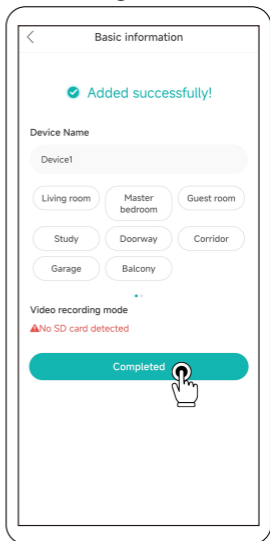 Basic information
Added successfully!
Device Name
Device1
Living room
Master
bedroom
Guest room
Study
Doorway
Corridor
Garage
Balcony
Video recording mode
No SD card detected
Completed